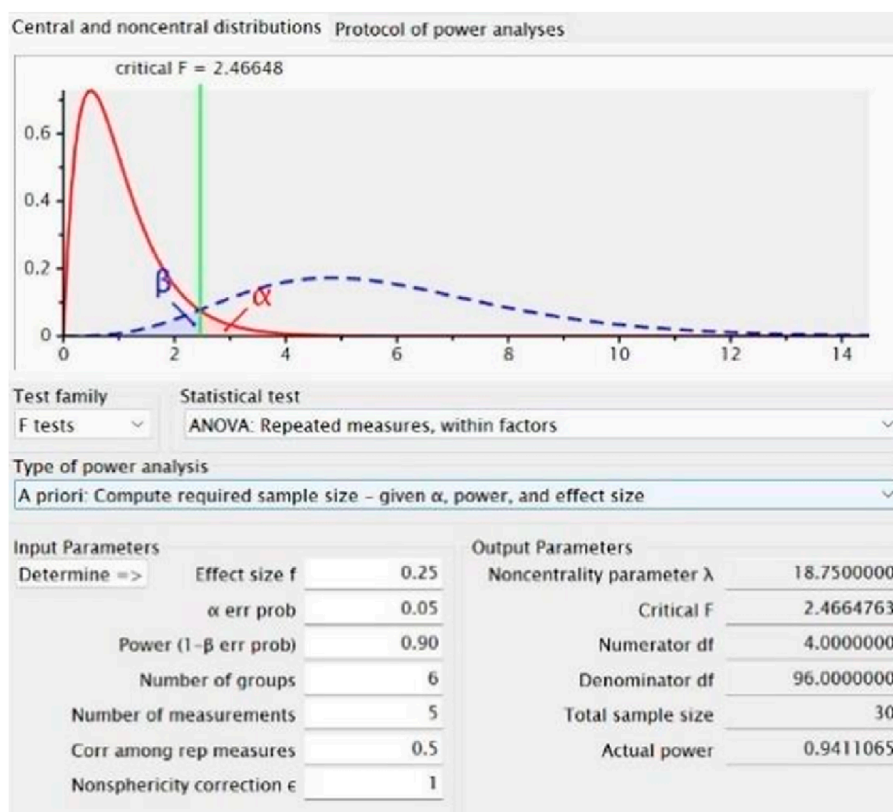 Central and noncentral distributions Protocol of power analyses
critical F = 2.46648
0.6
0.4
0.2
0
β α
0 2 4 6 8 10 12 14
Test family Statistical test
F tests ANOVA: Repeated measures, within factors
Type of power analysis
A priori: Compute required sample size – given α, power, and effect size
Input Parameters Output Parameters
Determine => Effect size f 0.25 Noncentrality parameter λ 18.7500000
α err prob 0.05 Critical F 2.4664763
Power (1-β err prob) 0.90 Numerator df 4.0000000
Number of groups 6 Denominator df 96.0000000
Number of measurements 5 Total sample size 30
Corr among rep measures 0.5 Actual power 0.9411065
Nonsphericity correction ϵ 1